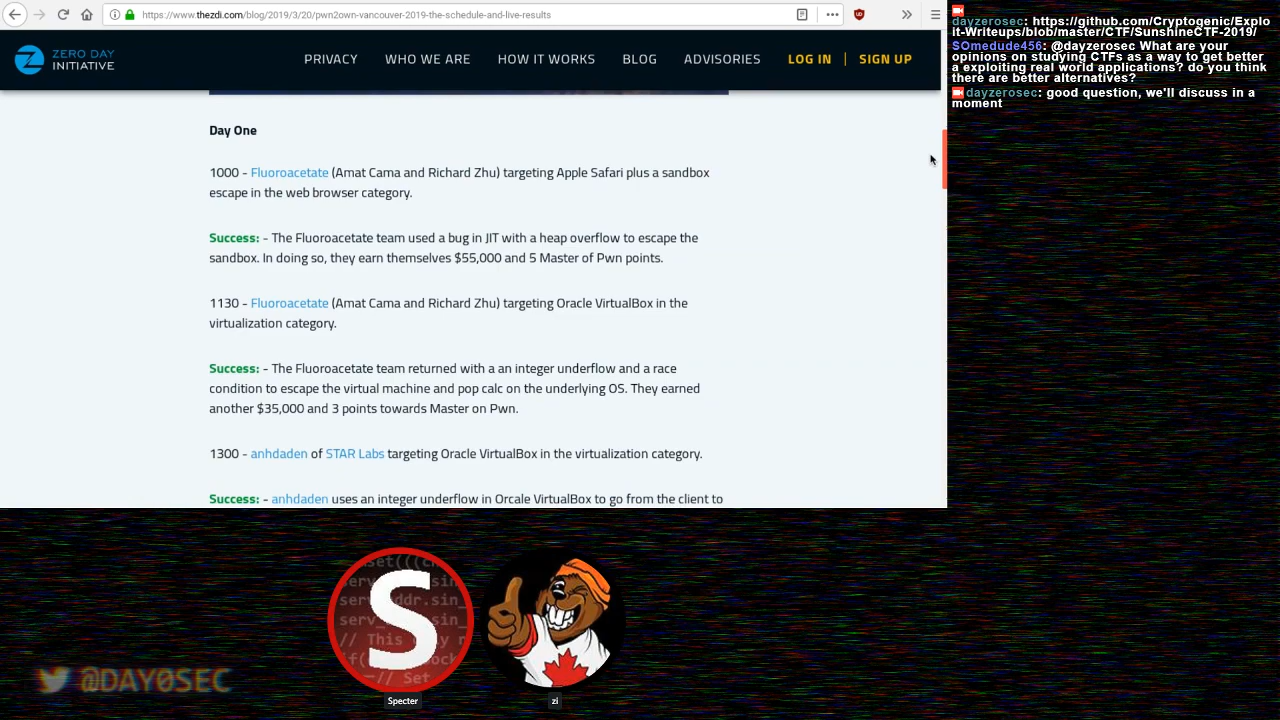 https://www.thezdi.com/blog/2019/3/20/pwn2own-vancouver-2019-the-schedule-and-live-results
ZERO DAY
INITIATIVE
PRIVACY WHO WE ARE HOW IT WORKS BLOG ADVISORIES LOG IN | SIGN UP
Day One
1000 - Fluoroacetate (Amat Cama and Richard Zhu) targeting Apple Safari plus a sandbox
escape in the web browser category.
Success: - The Fluoroacetate team used a bug in JIT with a heap overflow to escape the
sandbox. In doing so, they earn themselves $55,000 and 5 Master of Pwn points.
1130 - Fluoroacetate (Amat Cama and Richard Zhu) targeting Oracle VirtualBox in the
virtualization category.
Success: - The Fluoroacetate team returned with a an integer underflow and a race
condition to escape the virtual machine and pop calc on the underlying OS. They earned
another $35,000 and 3 points towards Master on Pwn.
1300 - anhdaden of STAR Labs targeting Oracle VirtualBox in the virtualization category.
Success: - anhdaden uses an integer underflow in Orcale VirtualBox to go from the client to
dayzerosec: https://github.com/Cryptogenic/Explo
it-Writeups/blob/master/CTF/SunshineCTF-2019/
SOmedude456: @dayzerosec What are your
opinions on studying CTFs as a way to get better
a exploiting real world applications? do you think
there are better alternatives?
dayzerosec: good question, we'll discuss in a
moment
S
Specter
zi
@DAY0SEC